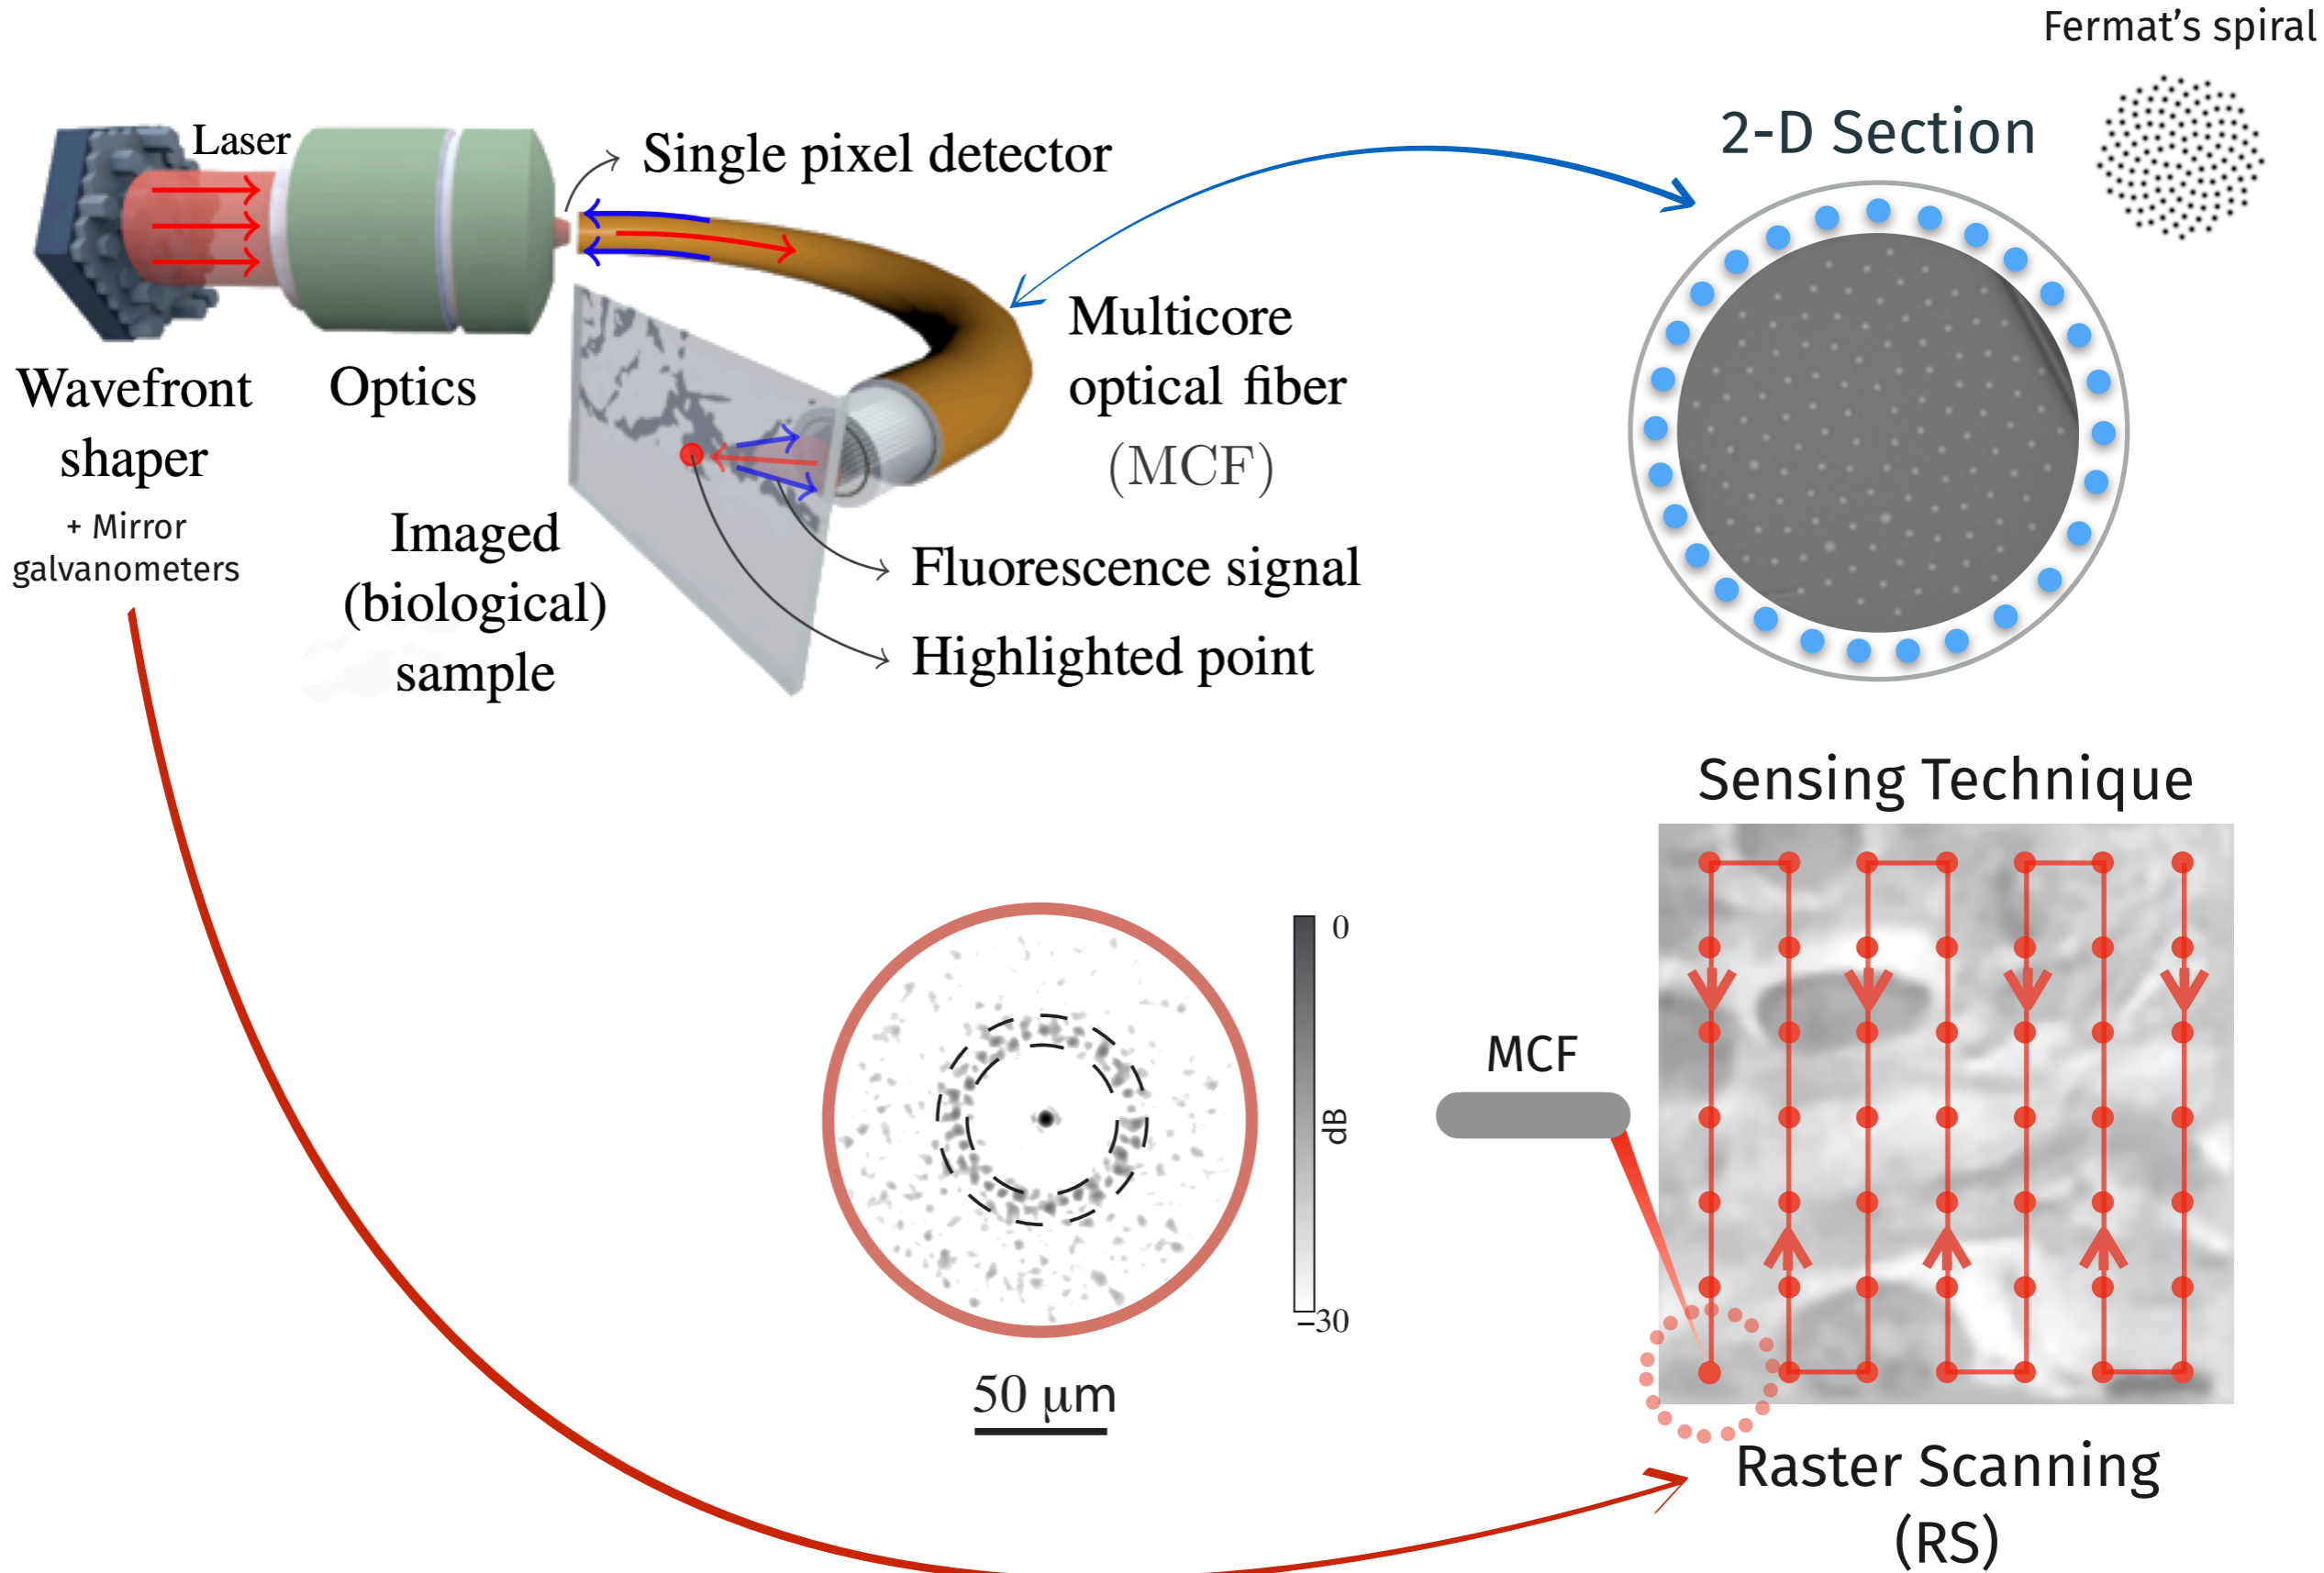 Fermat's spiral
2-D Section
Laser
Single pixel detector
Wavefront
shaper
+ Mirror
galvanometers
Optics
Multicore
optical fiber
(MCF)
Imaged
(biological)
sample
Fluorescence signal
Highlighted point
Sensing Technique
0
dB
−30
50 μm
MCF
Raster Scanning
(RS)